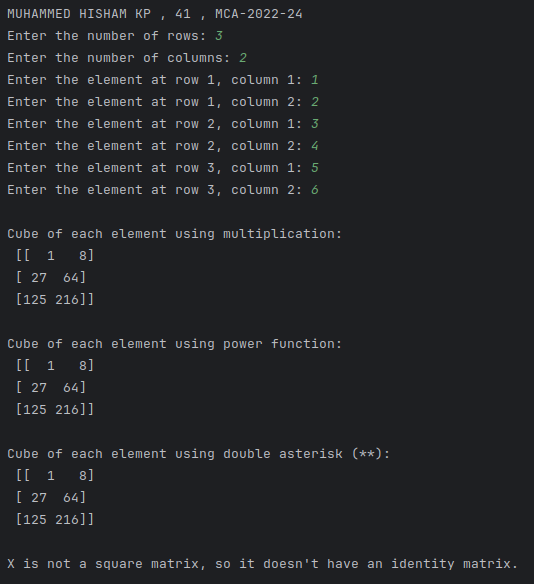 MUHAMMED HISHAM KP , 41 , MCA-2022-24
Enter the number of rows: 3
Enter the number of columns: 2
Enter the element at row 1, column 1: 1
Enter the element at row 1, column 2: 2
Enter the element at row 2, column 1: 3
Enter the element at row 2, column 2: 4
Enter the element at row 3, column 1: 5
Enter the element at row 3, column 2: 6

Cube of each element using multiplication:
 [[  1   8]
 [ 27  64]
 [125 216]]

Cube of each element using power function:
 [[  1   8]
 [ 27  64]
 [125 216]]

Cube of each element using double asterisk (**):
 [[  1   8]
 [ 27  64]
 [125 216]]

X is not a square matrix, so it doesn't have an identity matrix.